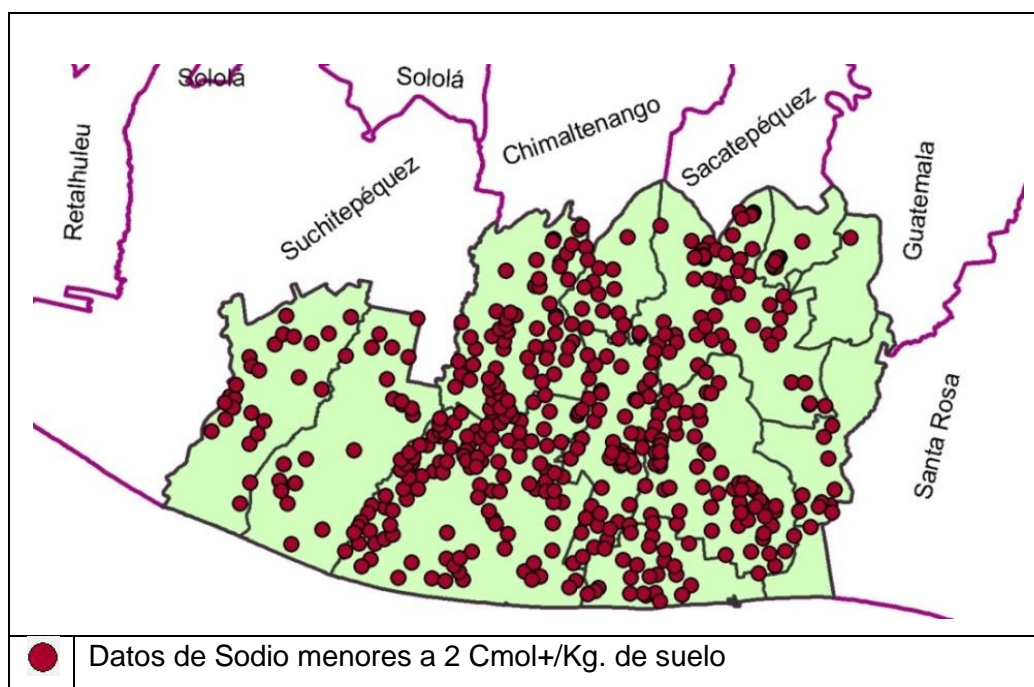 Sololá
Sololá
Retalhuleu
Suchitepéquez
Chimaltenango
Sacatepéquez
Guatemala
Santa Rosa
Datos de Sodio menores a 2 Cmol+/Kg. de suelo